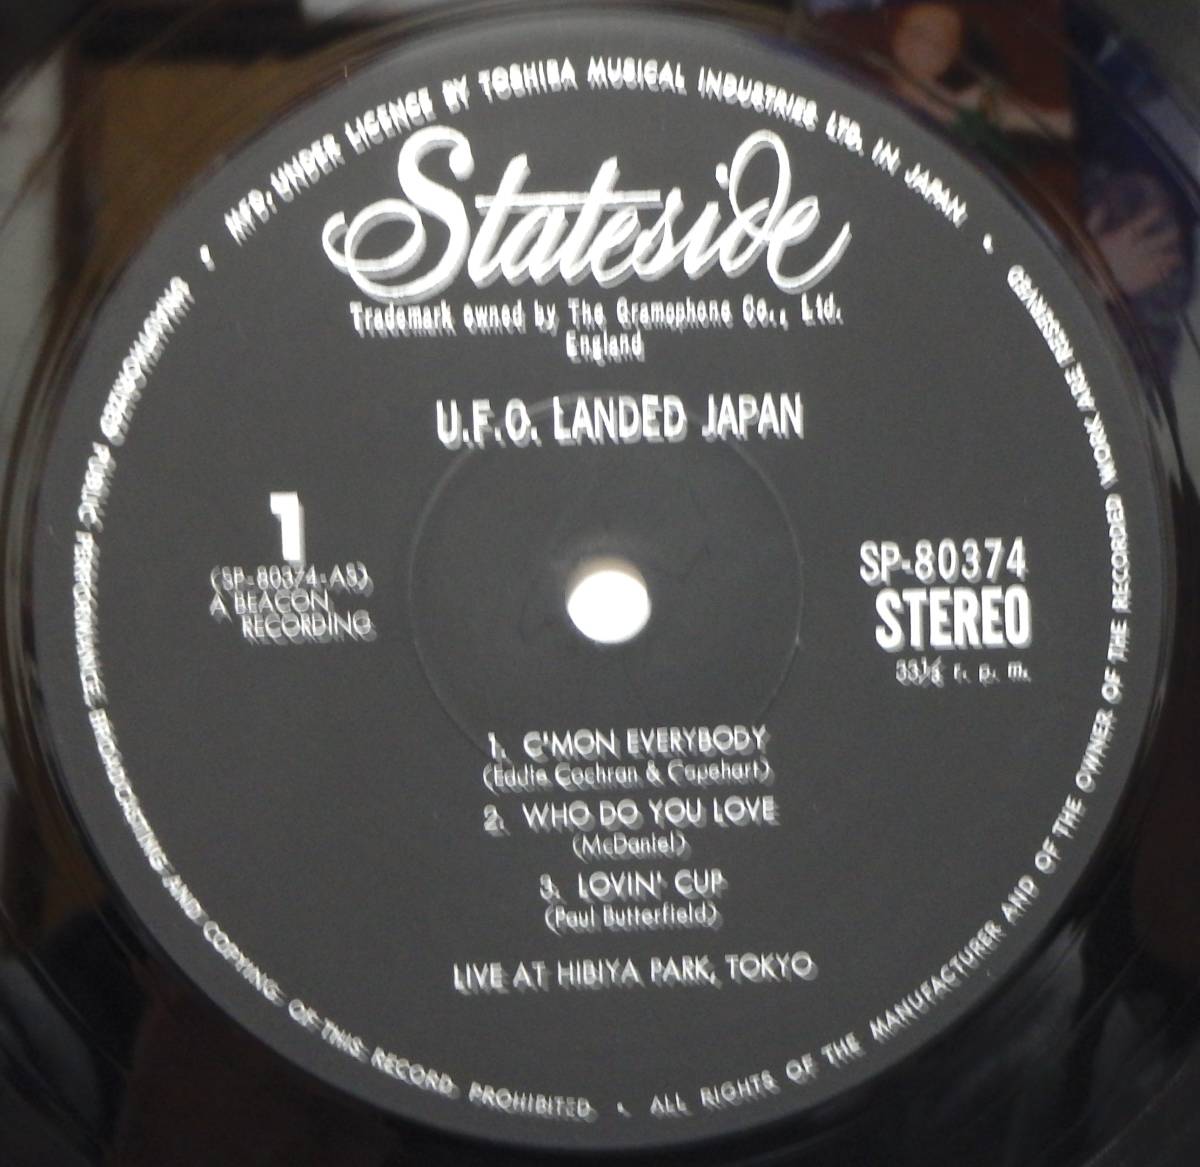 MFD. UNDER LICENCE BY TOSHIBA MUSICAL INDUSTRIES LTD. IN JAPAN.
Stateside
Trademark owned by The Gramophone Co., Ltd.
England
U.F.O. LANDED JAPAN
1
(SP-80374-AS)
A BEACON
RECORDING
SP-80374
STEREO
33⅓ r. p. m.
1. C'MON EVERYBODY
(Eddie Cochran & Capehart)
2. WHO DO YOU LOVE
(McDaniel)
3. LOVIN' CUP
(Paul Butterfield)
LIVE AT HIBIYA PARK, TOKYO
ALL RIGHTS OF THE MANUFACTURER AND OF THE OWNER OF THE RECORDED WORK ARE RESERVED
UNAUTHORIZED PUBLIC PERFORMANCE BROADCASTING AND COPYING OF THIS RECORD PROHIBITED